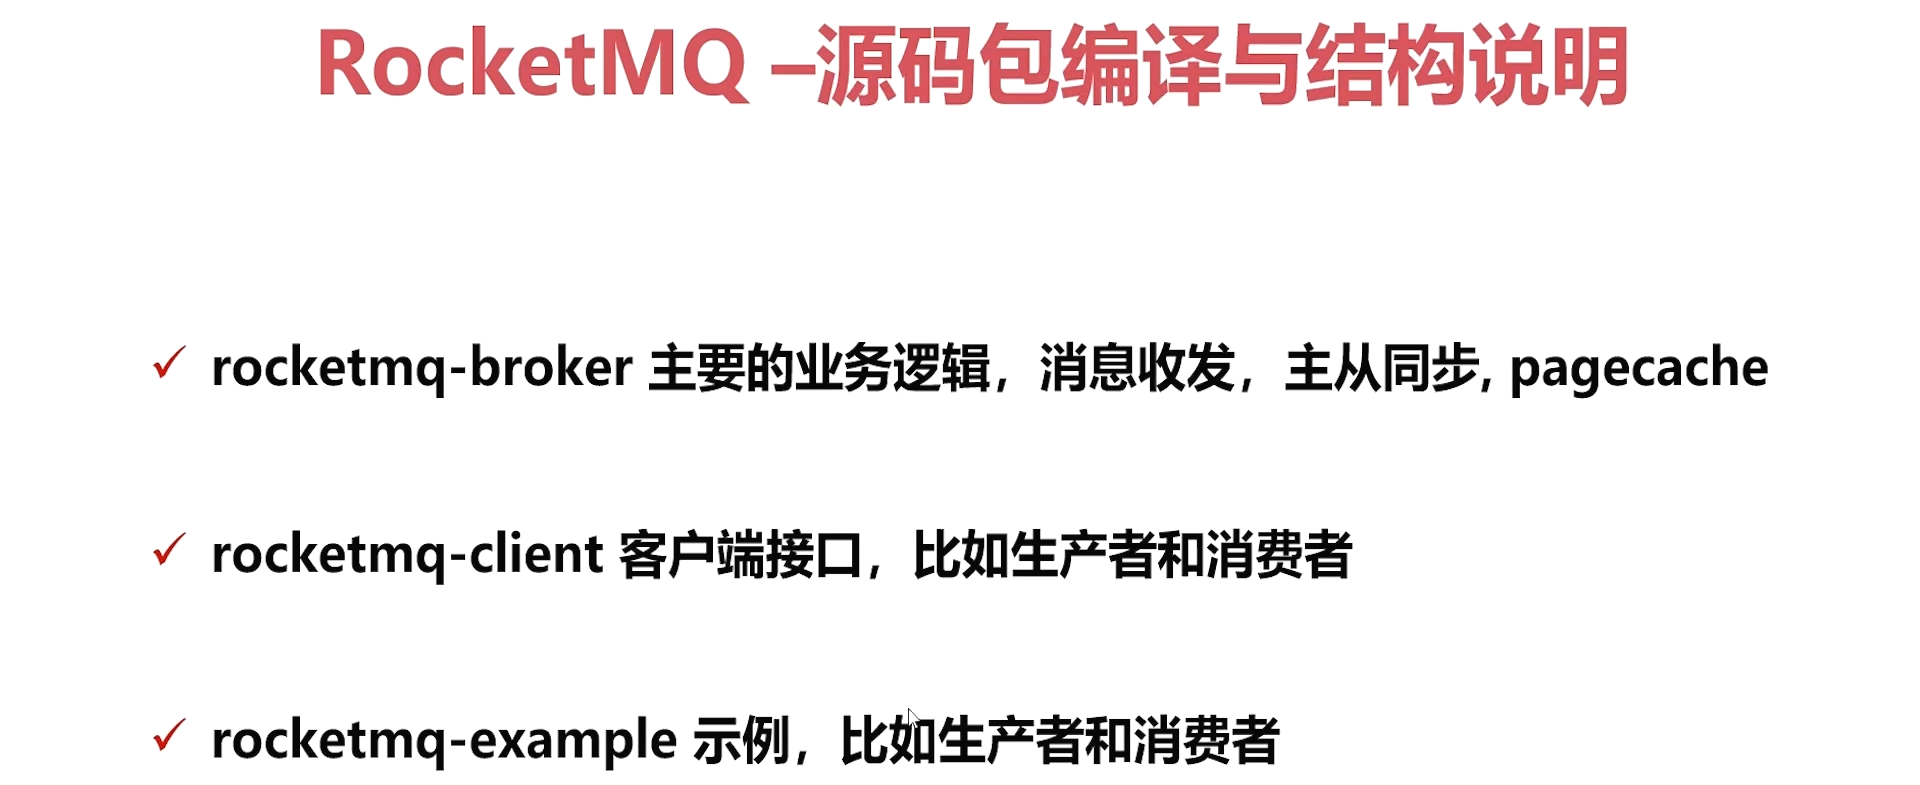 RocketMQ –源码包编译与结构说明
rocketmq-broker 主要的业务逻辑，消息收发，主从同步, pagecache
rocketmq-client 客户端接口，比如生产者和消费者
rocketmq-example 示例，比如生产者和消费者